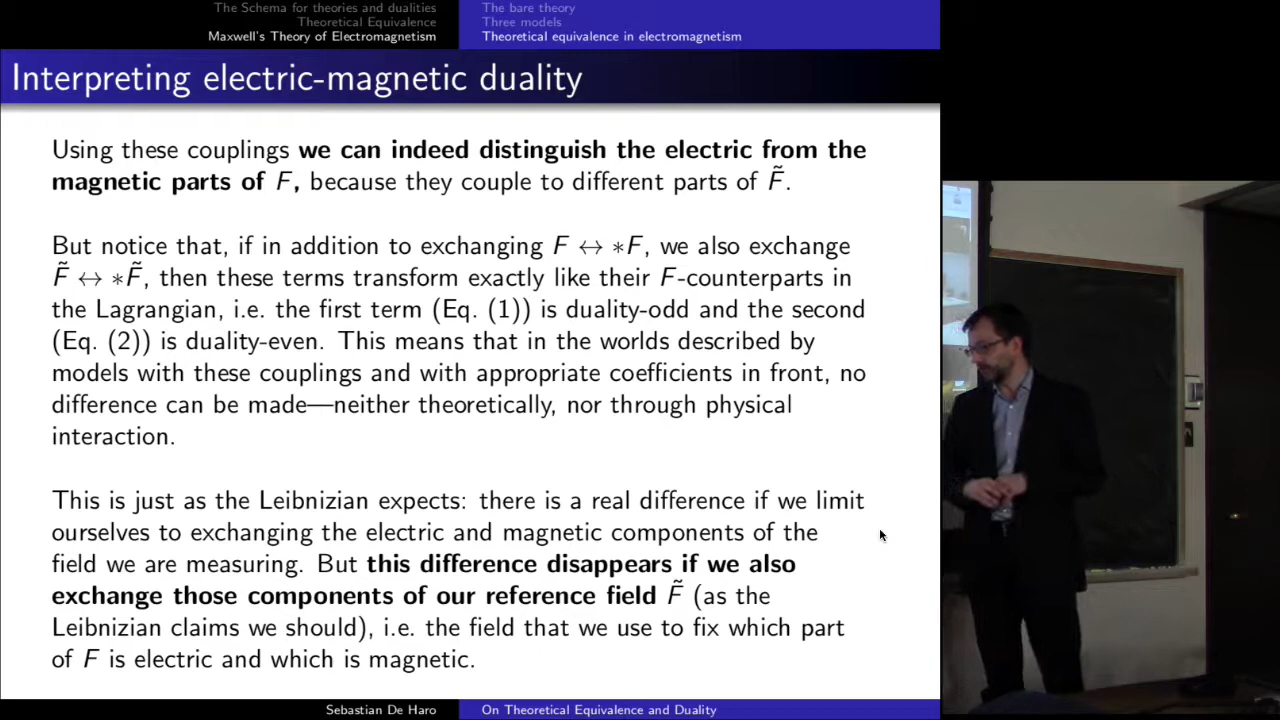 The Schema for theories and dualities
Theoretical Equivalence
Maxwell's Theory of Electromagnetism
The bare theory
Three models
Theoretical equivalence in electromagnetism
Interpreting electric-magnetic duality
Using these couplings we can indeed distinguish the electric from the
magnetic parts of F, because they couple to different parts of F̃.
But notice that, if in addition to exchanging F ↔ ∗F, we also exchange
F̃ ↔ ∗F̃, then these terms transform exactly like their F-counterparts in
the Lagrangian, i.e. the first term (Eq. (1)) is duality-odd and the second
(Eq. (2)) is duality-even. This means that in the worlds described by
models with these couplings and with appropriate coefficients in front, no
difference can be made—neither theoretically, nor through physical
interaction.
This is just as the Leibnizian expects: there is a real difference if we limit
ourselves to exchanging the electric and magnetic components of the
field we are measuring. But this difference disappears if we also
exchange those components of our reference field F̃ (as the
Leibnizian claims we should), i.e. the field that we use to fix which part
of F is electric and which is magnetic.
Sebastian De Haro
On Theoretical Equivalence and Duality